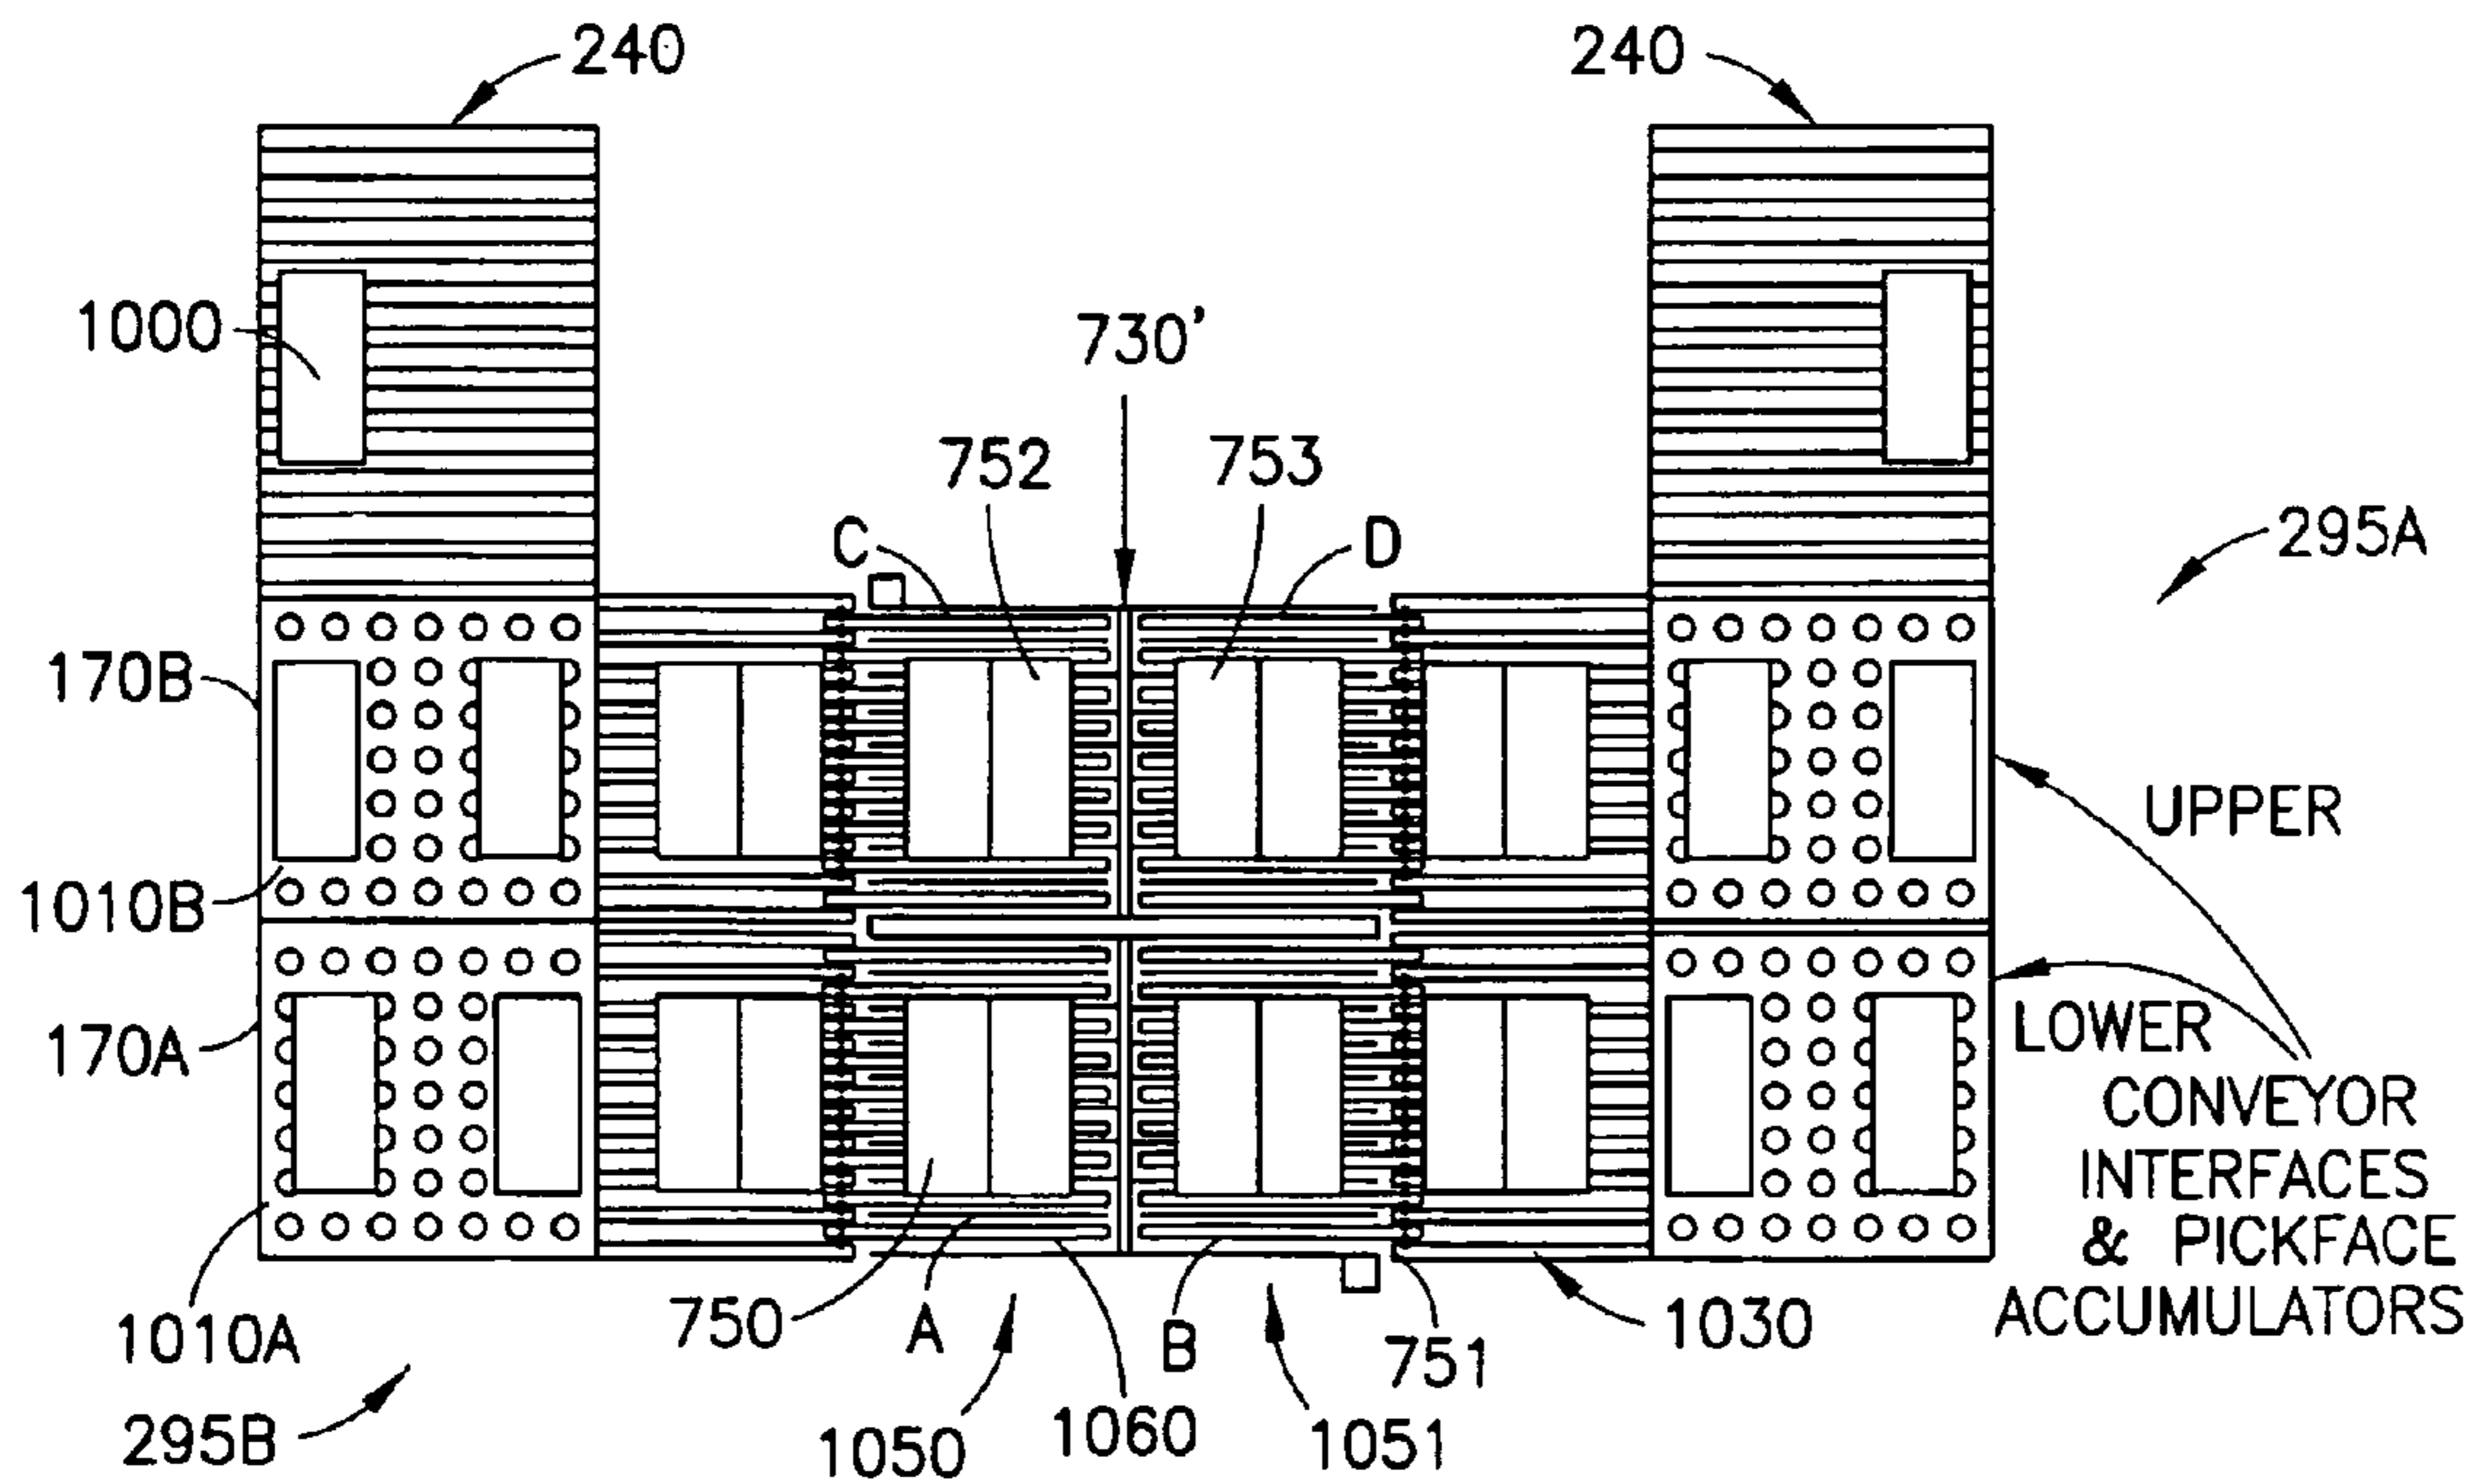 240
240
1000
730'
752
753
C
D
295A
170B
UPPER
1010B
170A
LOWER
CONVEYOR
INTERFACES
& PICKFACE
ACCUMULATORS
1010A
750
A
B
751
1030
295B
1050
1060
1051